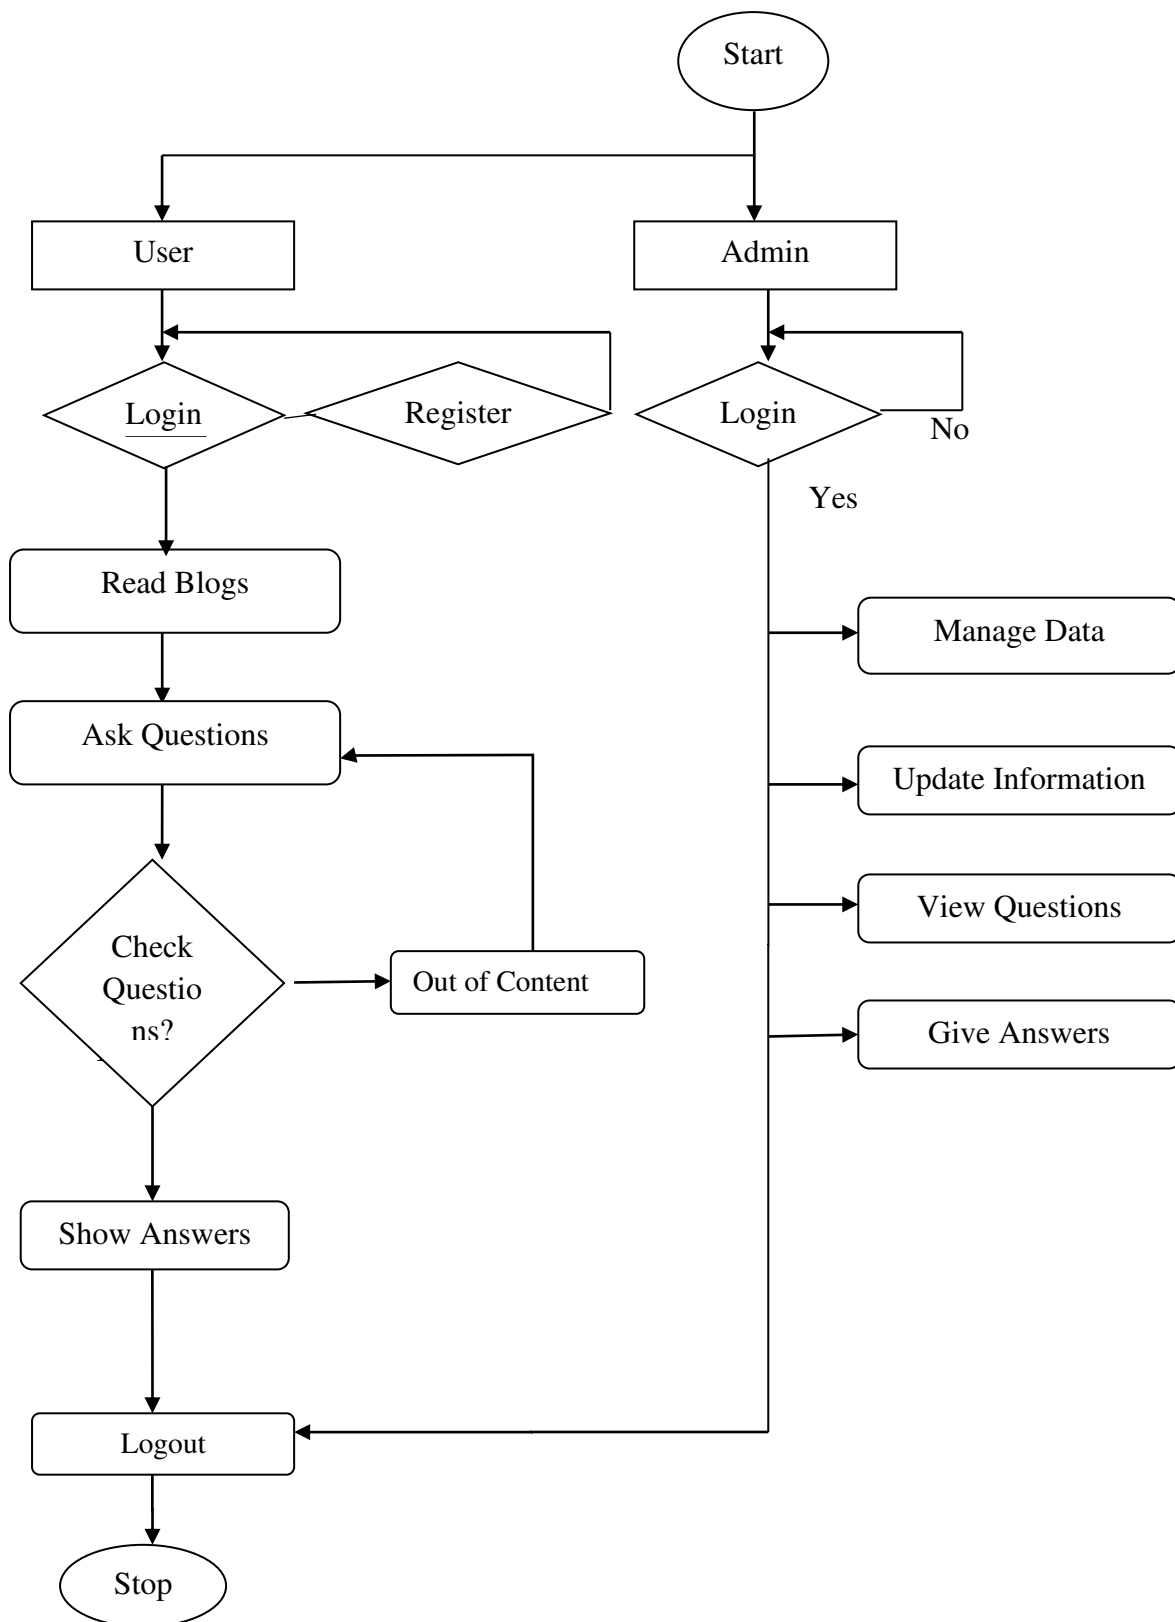 Start
User
Admin
Login
Register
Login
No
Yes
Read Blogs
Manage Data
Ask Questions
Update Information
View Questions
Check
Questio
ns?
Out of Content
Give Answers
Show Answers
Logout
Stop